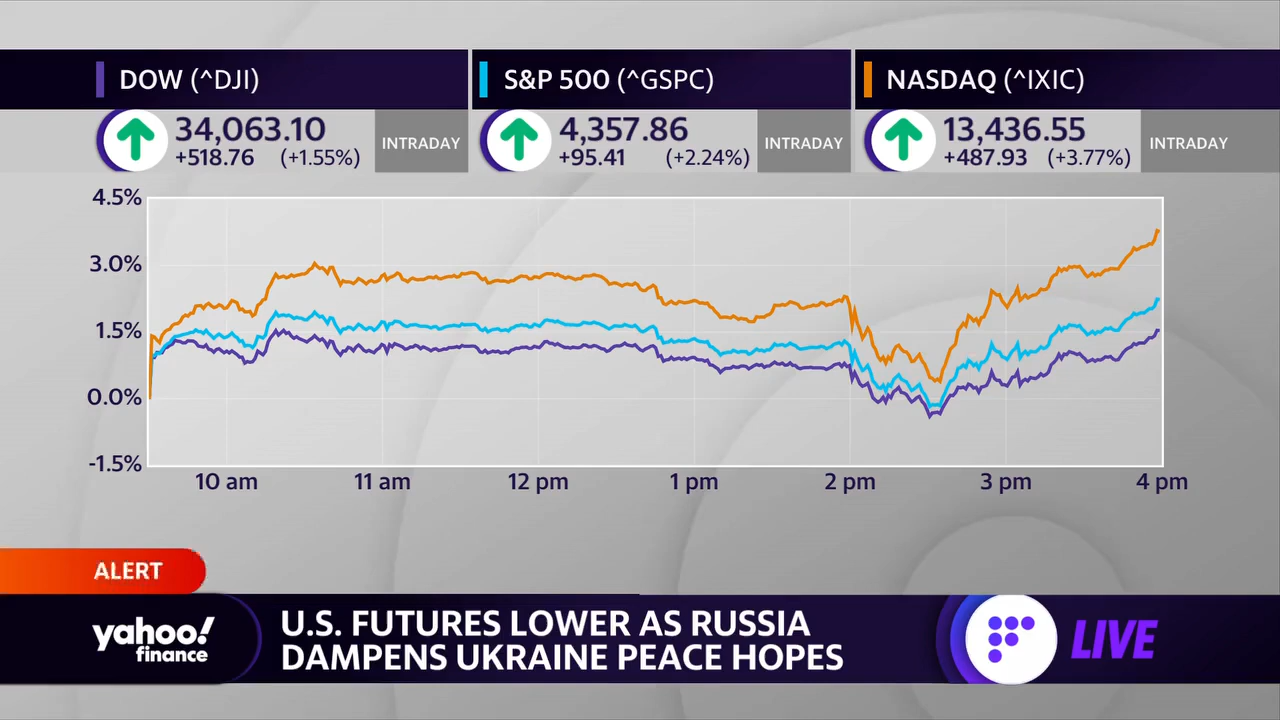 DOW (^DJI)
S&P 500 (^GSPC)
NASDAQ (^IXIC)
34,063.10
+518.76 (+1.55%)
INTRADAY
4,357.86
+95.41 (+2.24%)
INTRADAY
13,436.55
+487.93 (+3.77%)
INTRADAY
4.5%
3.0%
1.5%
0.0%
-1.5%
10 am 11 am 12 pm 1 pm 2 pm 3 pm 4 pm
ALERT
yahoo!
finance
U.S. FUTURES LOWER AS RUSSIA
DAMPENS UKRAINE PEACE HOPES
LIVE